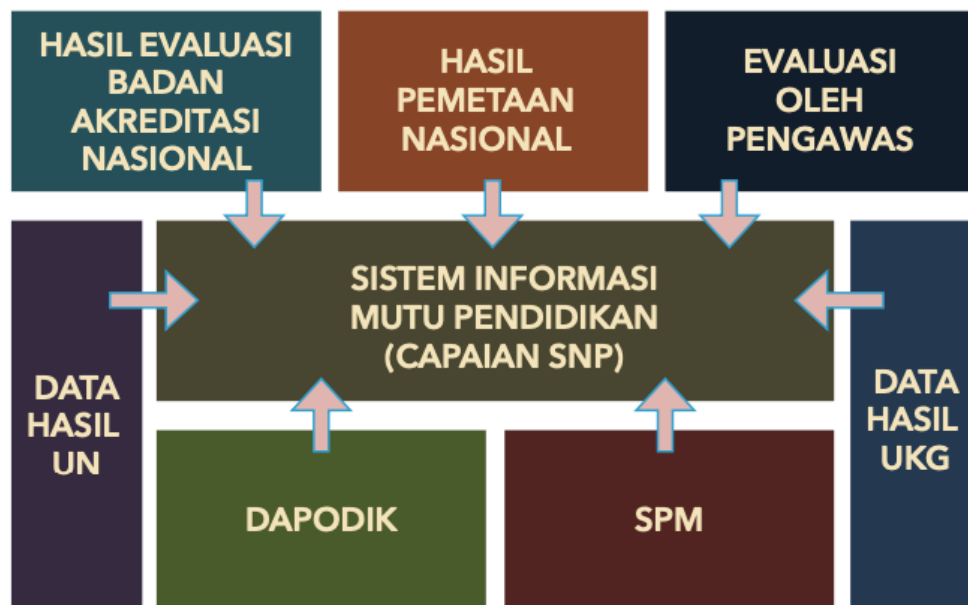 HASIL EVALUASI
BADAN
AKREDITASI
NASIONAL
HASIL
PEMETAAN
NASIONAL
EVALUASI
OLEH
PENGAWAS
SISTEM INFORMASI
MUTU PENDIDIKAN
(CAPAIAN SNP)
DATA
HASIL
UN
DATA
HASIL
UKG
DAPODIK
SPM